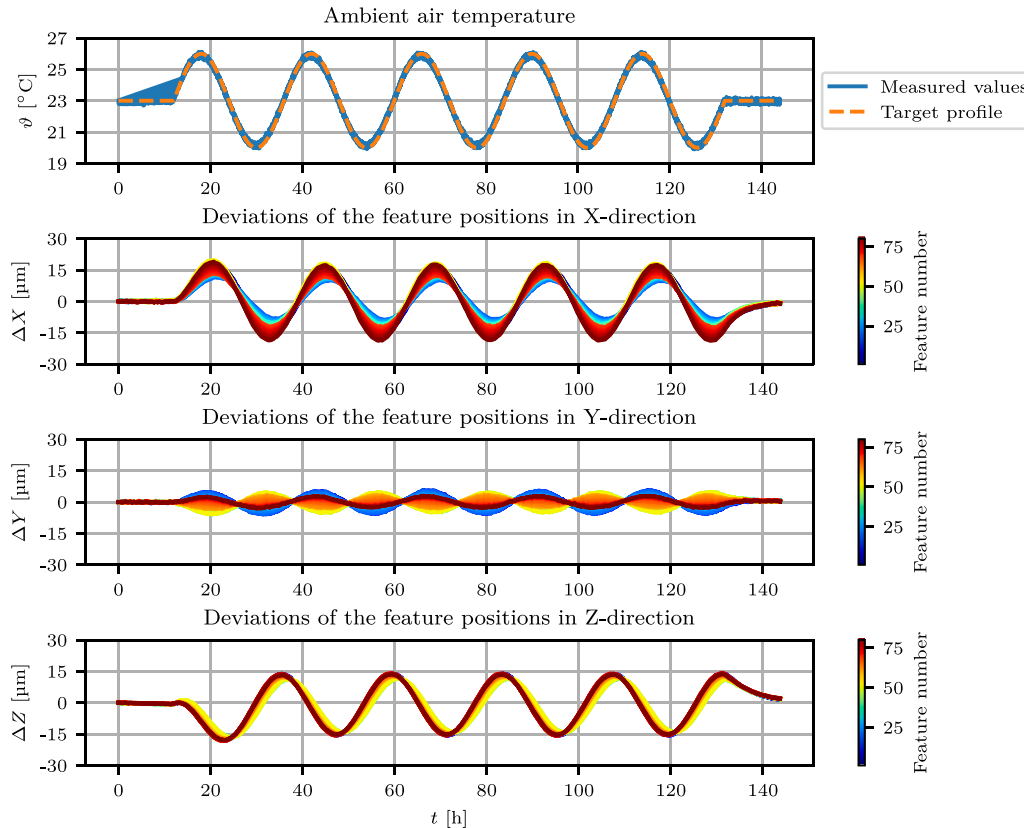 Ambient air temperature
27
25
23
21
19
ϑ [°C]
0 20 40 60 80 100 120 140
Measured values
Target profile
Deviations of the feature positions in X-direction
30
15
0
-15
-30
ΔX [µm]
0 20 40 60 80 100 120 140
75
50
25
Feature number
Deviations of the feature positions in Y-direction
30
15
0
-15
-30
ΔY [µm]
0 20 40 60 80 100 120 140
75
50
25
Feature number
Deviations of the feature positions in Z-direction
30
15
0
-15
-30
ΔZ [µm]
0 20 40 60 80 100 120 140
t [h]
75
50
25
Feature number